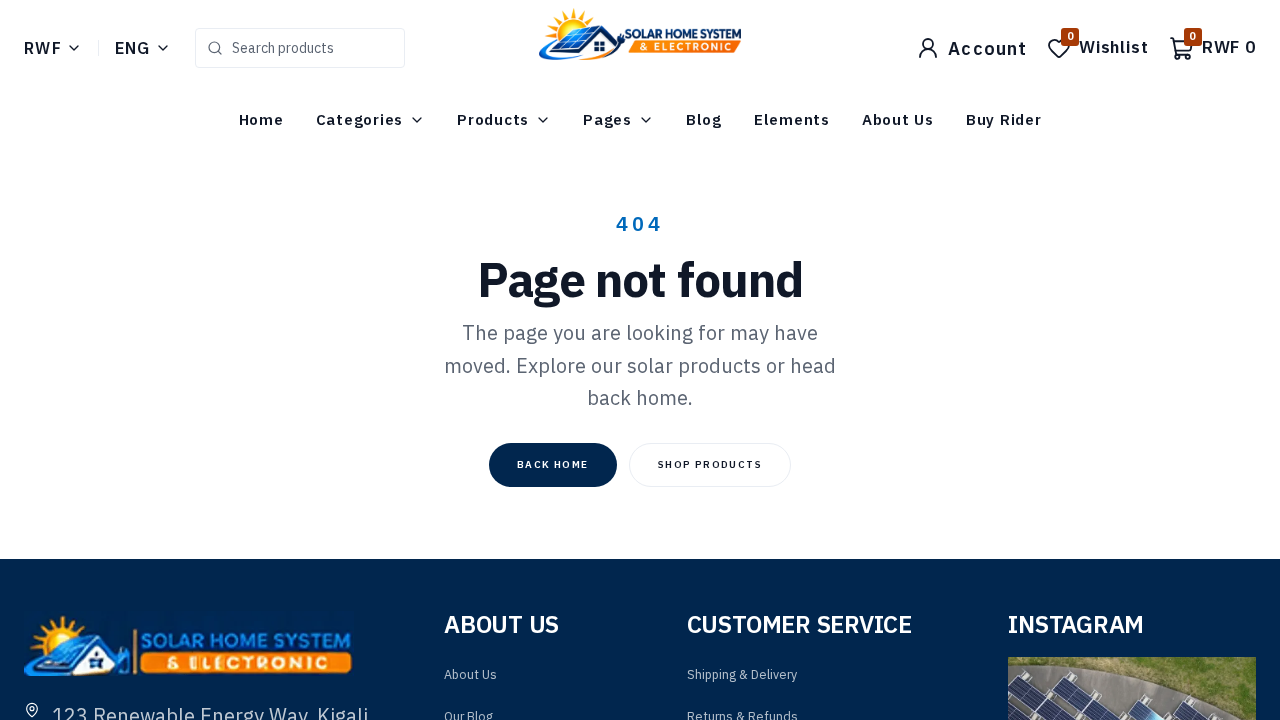 RWF
ENG
Search products
SOLAR HOME SYSTEM
& ELECTRONIC
Account
0
Wishlist
0
RWF 0
Home
Categories
Products
Pages
Blog
Elements
About Us
Buy Rider
404
Page not found
The page you are looking for may have
moved. Explore our solar products or head
back home.
BACK HOME
SHOP PRODUCTS
SOLAR HOME SYSTEM
& ELECTRONIC
123 Renewable Energy Way, Kigali
ABOUT US
About Us
Our Blog
CUSTOMER SERVICE
Shipping & Delivery
Returns & Refunds
INSTAGRAM